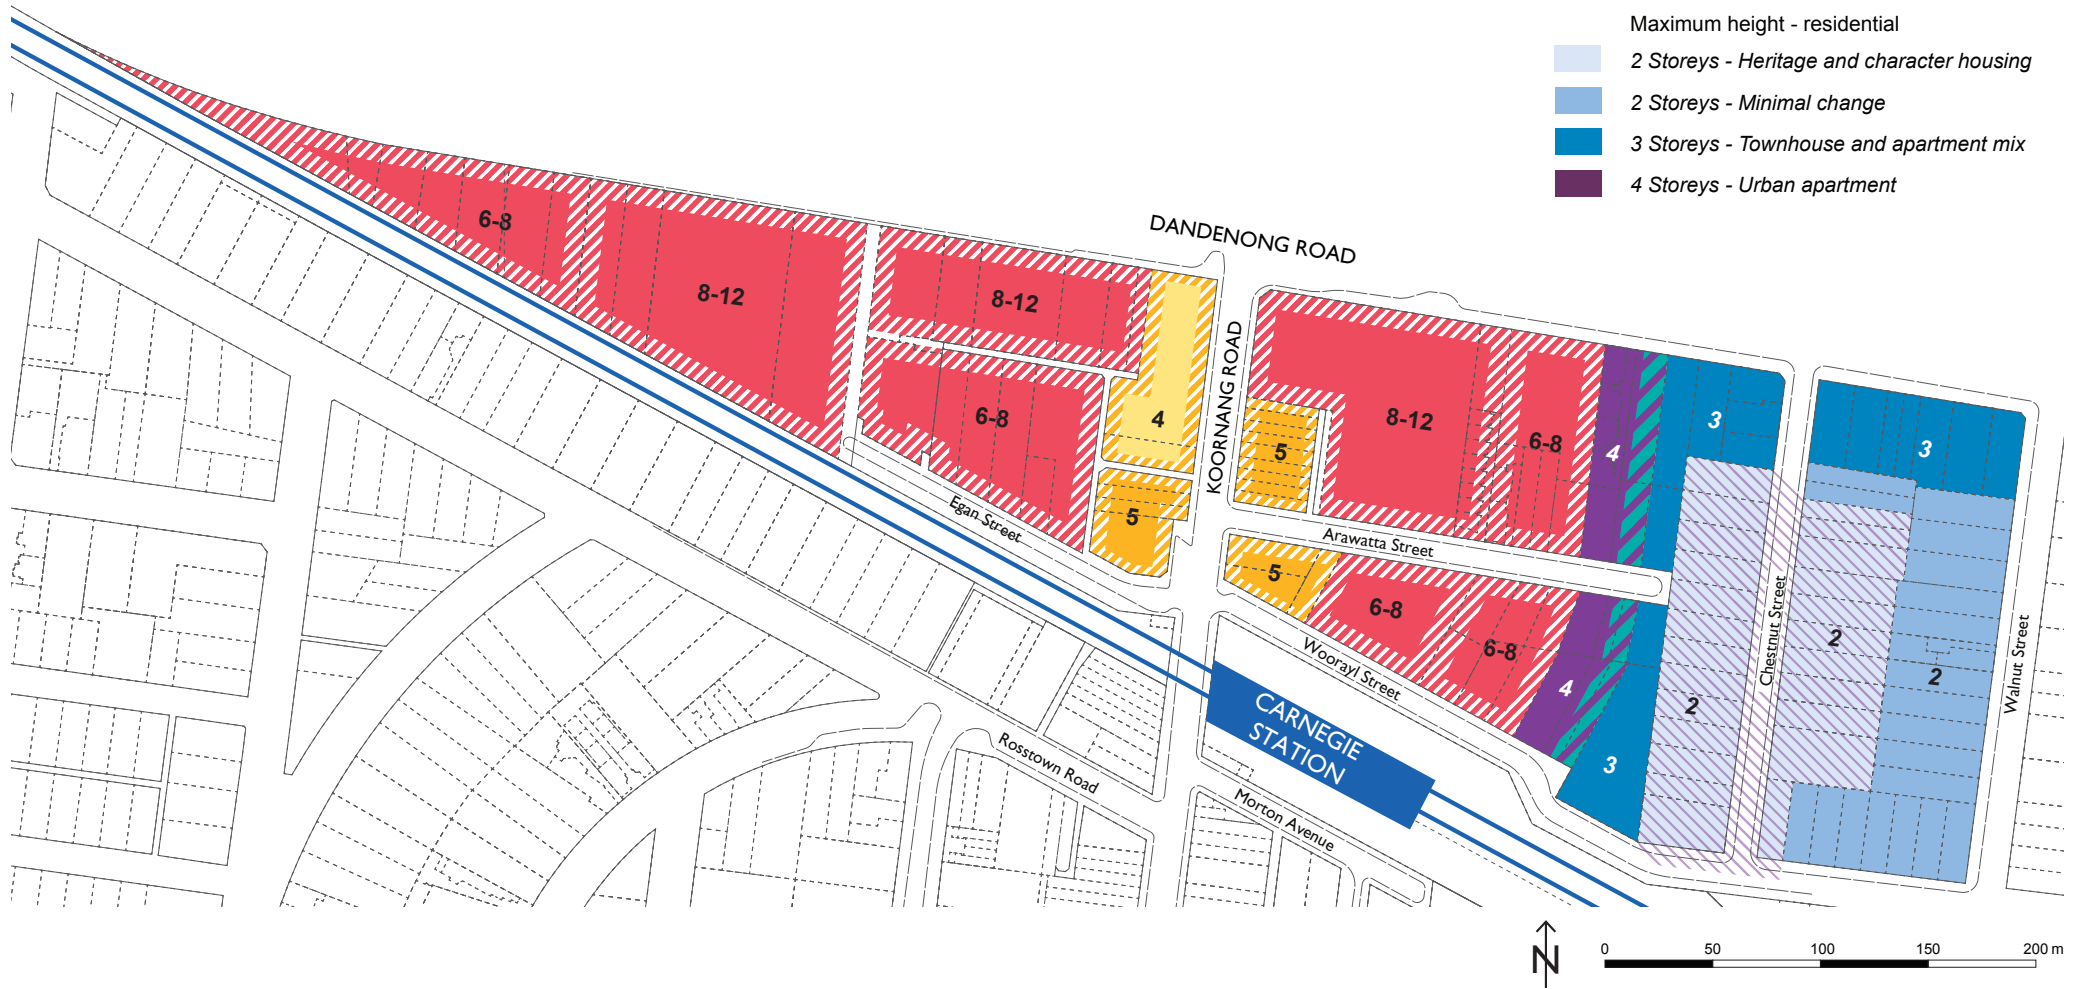 Maximum height - residential
2 Storeys - Heritage and character housing
2 Storeys - Minimal change
3 Storeys - Townhouse and apartment mix
4 Storeys - Urban apartment
DANDENONG ROAD
KOORNANG ROAD
6-8
8-12
8-12
6-8
4
5
5
5
8-12
6-8
6-8
6-8
4
4
3
3
3
2
2
2
Egan Street
Arawatta Street
Woorayl Street
Chestnut Street
Walnut Street
CARNEGIE
STATION
Rosstown Road
Morton Avenue
N
0 50 100 150 200 m